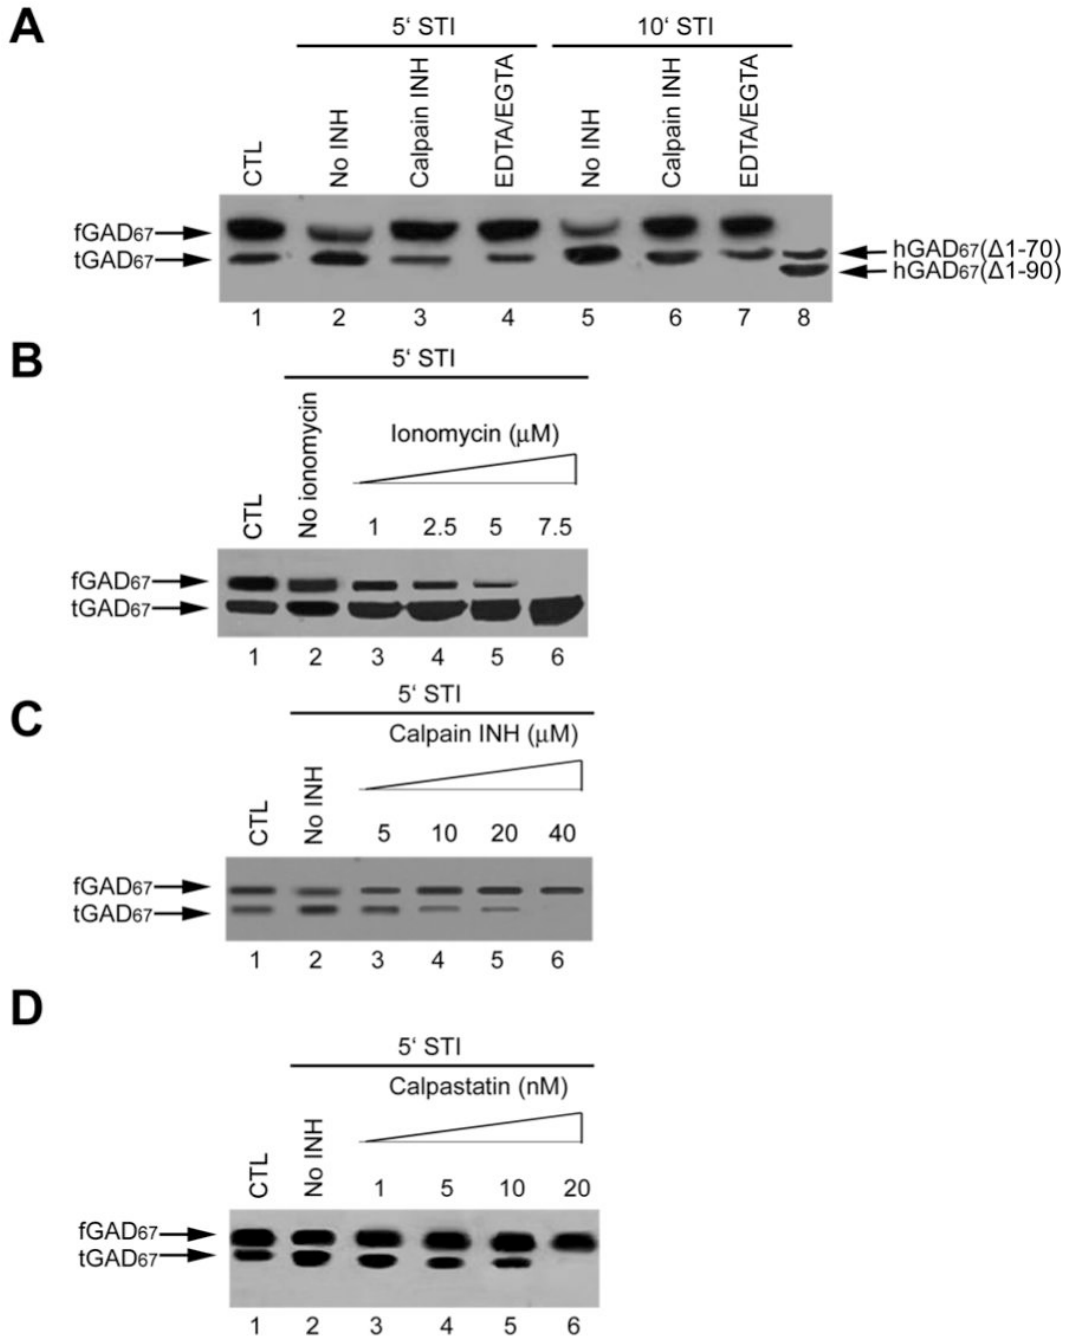 A
5‘ STI
10‘ STI
CTL
No INH
Calpain INH
EDTA/EGTA
No INH
Calpain INH
EDTA/EGTA
fGAD67
tGAD67
hGAD67(Δ1-70)
hGAD67(Δ1-90)
1 2 3 4 5 6 7 8
B
5‘ STI
CTL
No ionomycin
Ionomycin (μM)
1 2.5 5 7.5
fGAD67
tGAD67
1 2 3 4 5 6
C
5‘ STI
CTL
No INH
Calpain INH (μM)
5 10 20 40
fGAD67
tGAD67
1 2 3 4 5 6
D
5‘ STI
CTL
No INH
Calpastatin (nM)
1 5 10 20
fGAD67
tGAD67
1 2 3 4 5 6